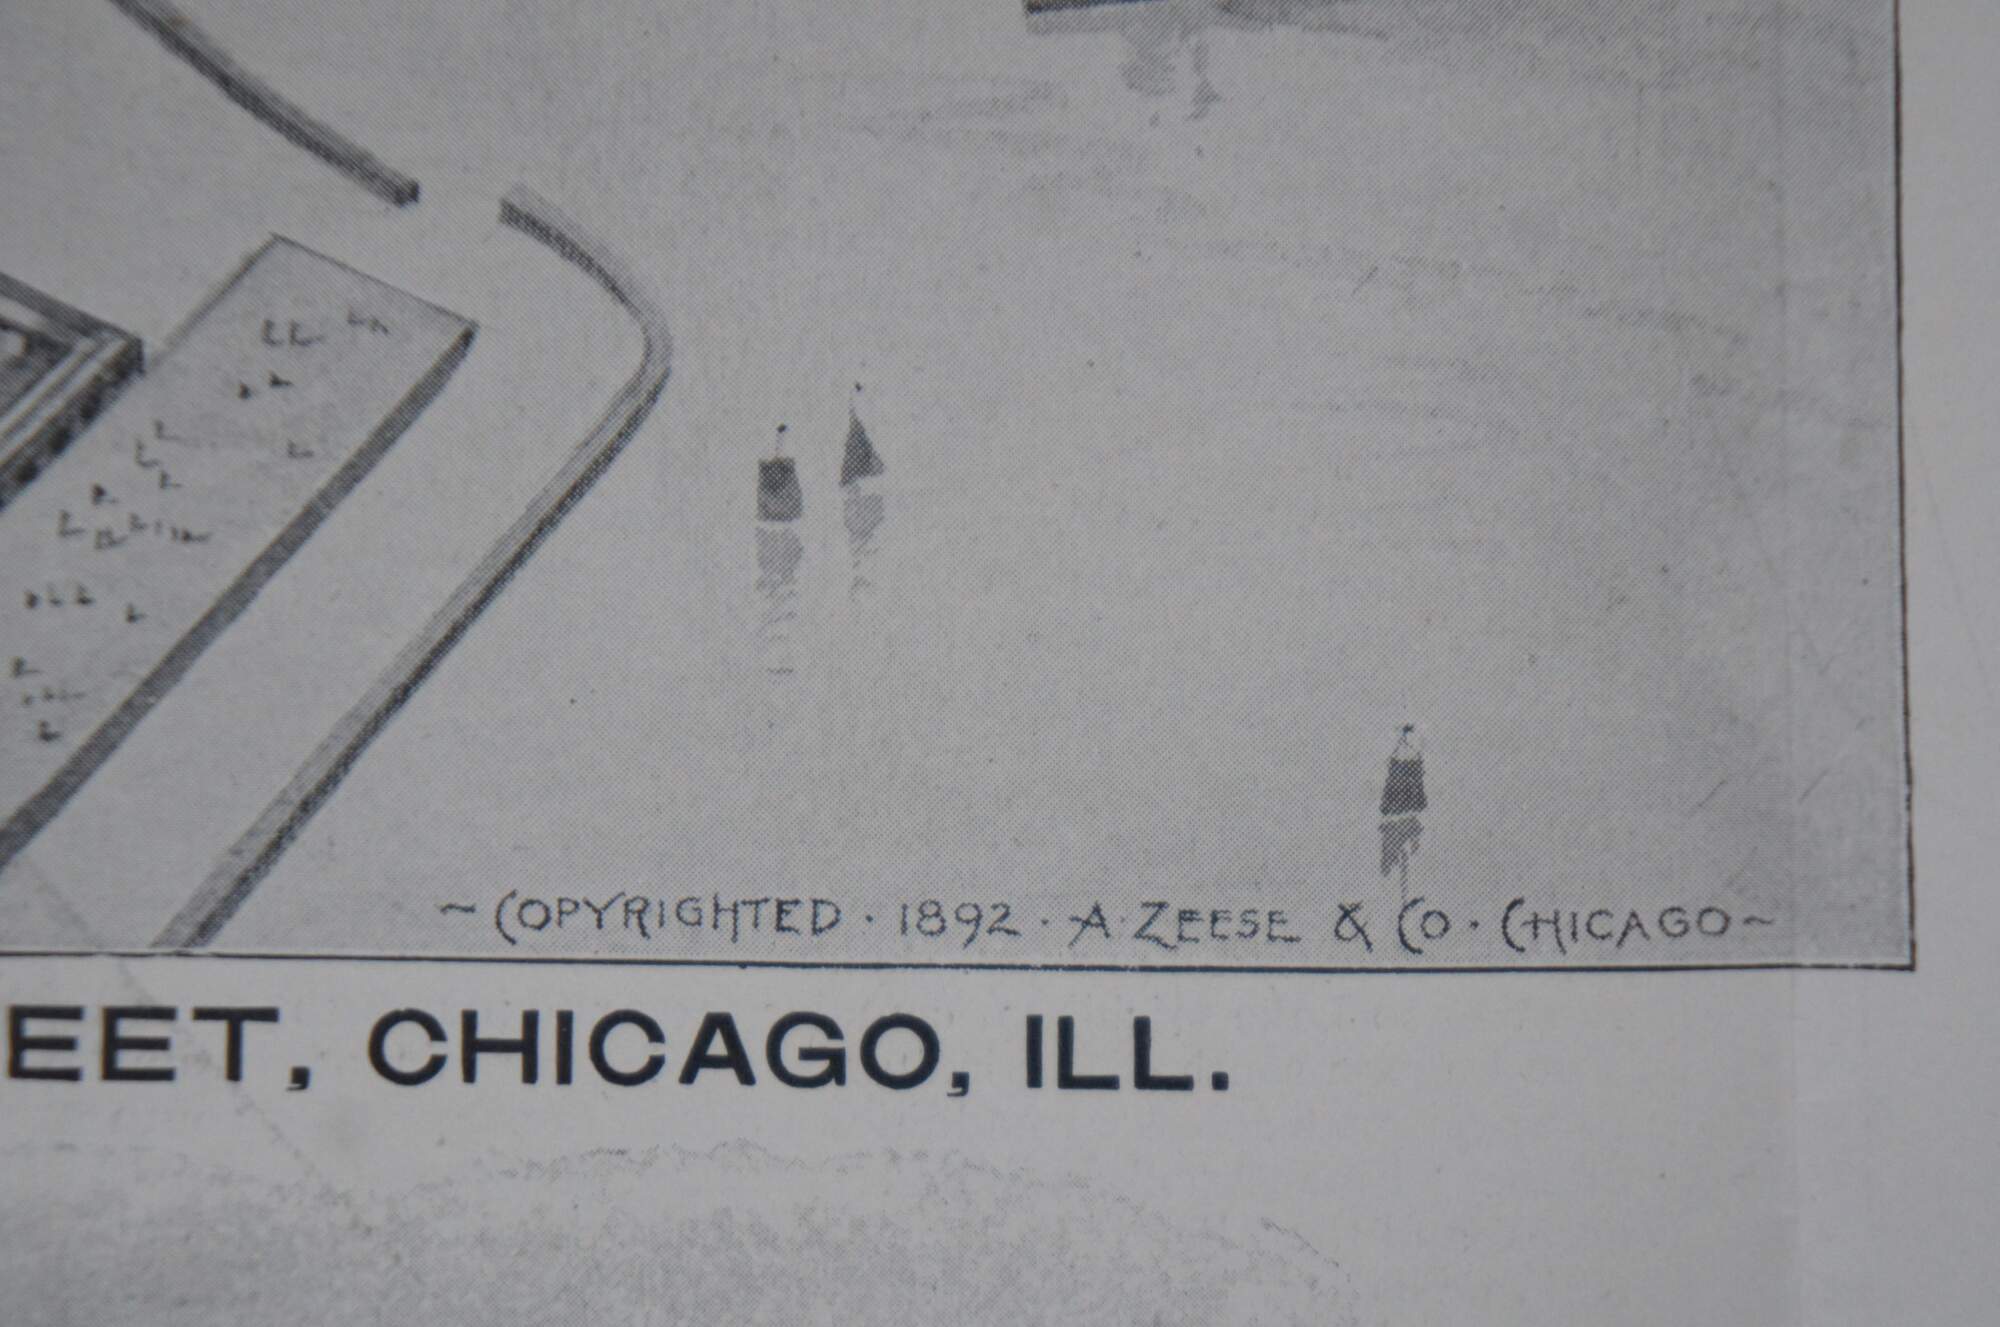 ~ COPYRIGHTED · 1892 · A · ZEESE & CO · CHICAGO ~
EET, CHICAGO, ILL.